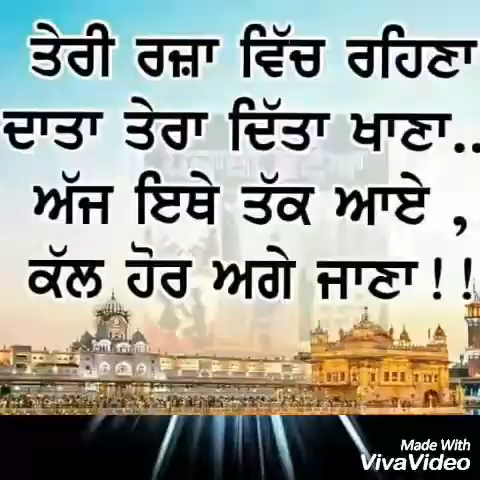 ਤੇਰੀ ਰਜ਼ਾ ਵਿੱਚ ਰਹਿਣਾ
ਦਾਤਾ ਤੇਰਾ ਦਿੱਤਾ ਖਾਣਾ..
ਅੱਜ ਇਥੇ ਤੱਕ ਆਏ ,
ਕੱਲ ਹੋਰ ਅਗੇ ਜਾਣਾ!!
Made With
VivaVideo